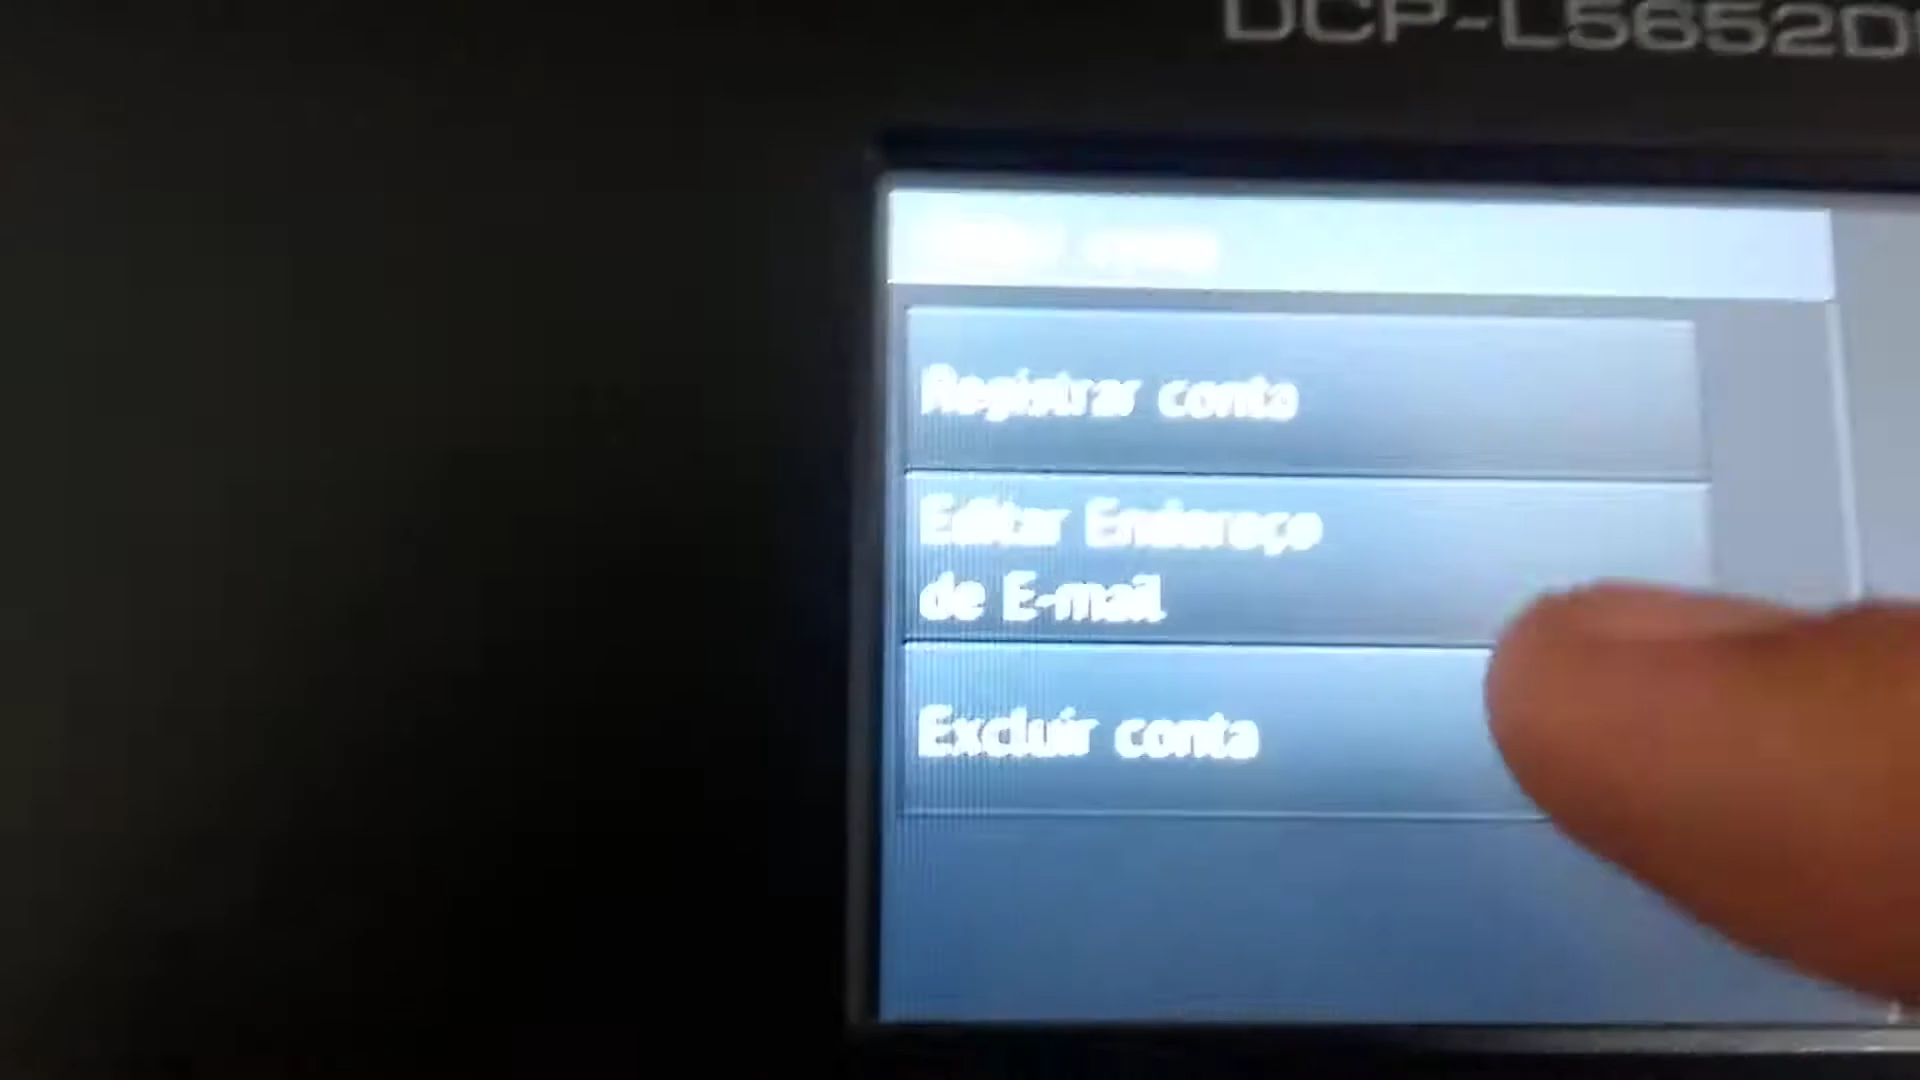 DCP-L5652D
Registrar conta
Editar Endereço
de E-mail
Excluir conta